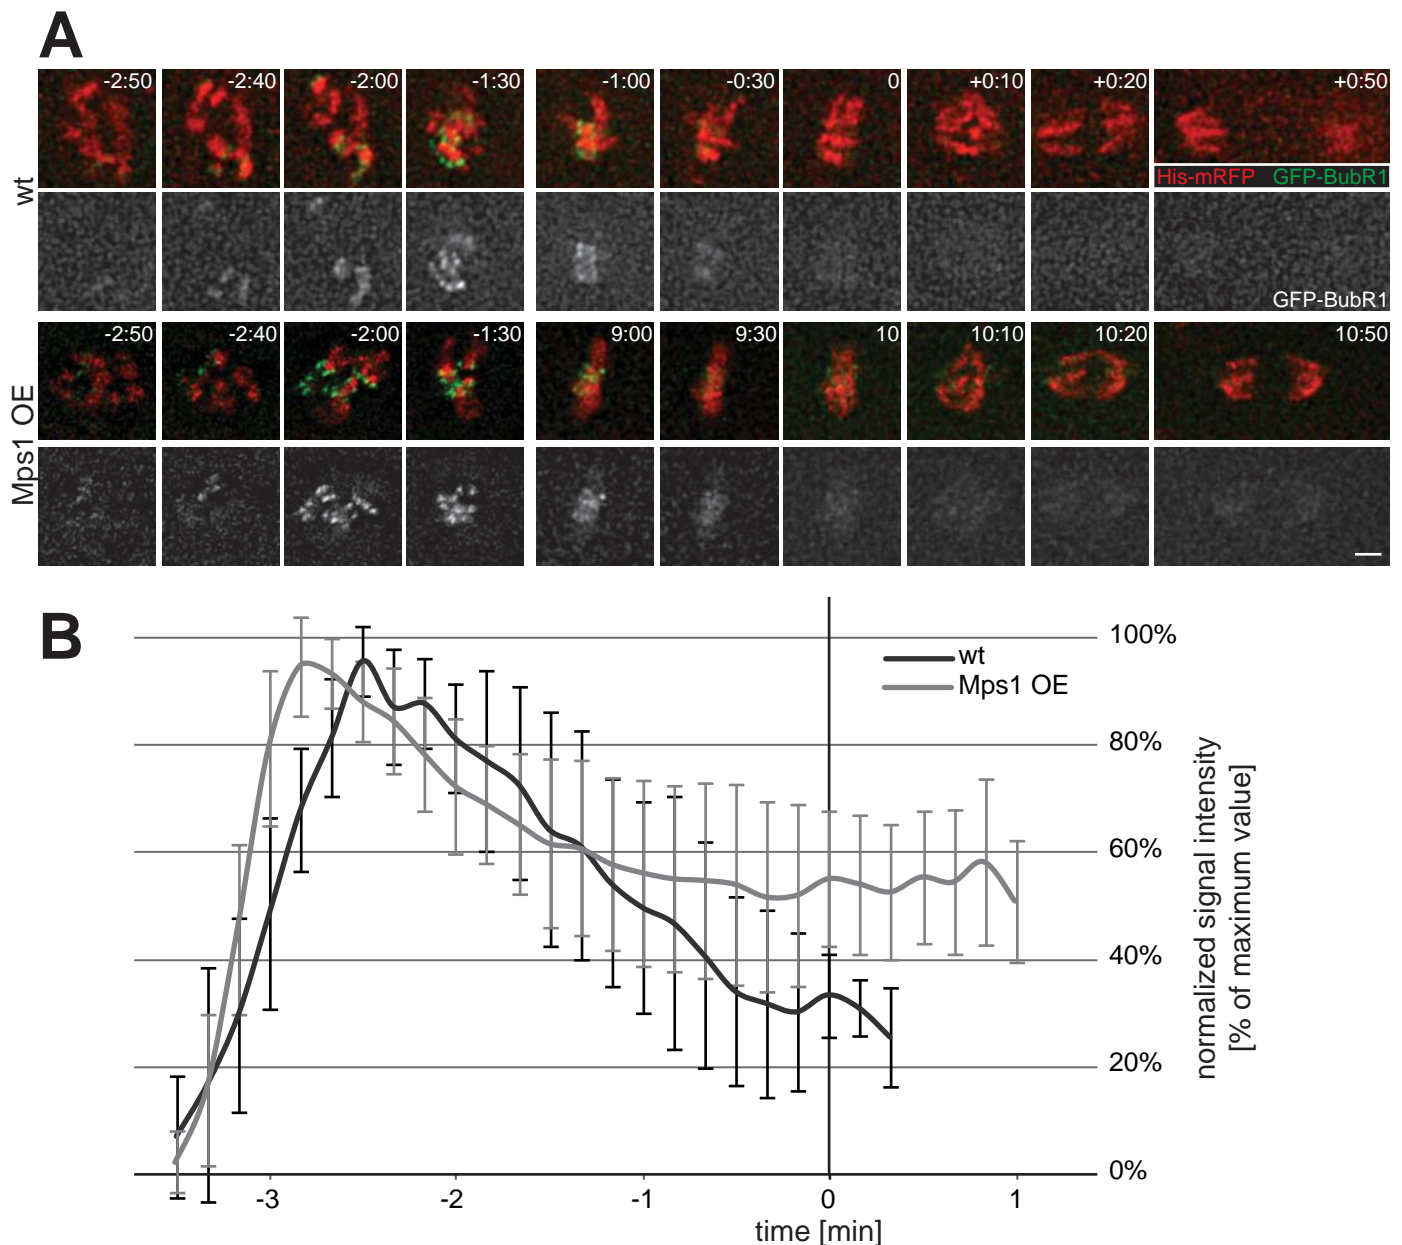 A
-2:50 -2:40 -2:00 -1:30 -1:00 -0:30 0 +0:10 +0:20 +0:50
wt
His-mRFP GFP-BubR1
GFP-BubR1
-2:50 -2:40 -2:00 -1:30 9:00 9:30 10 10:10 10:20 10:50
Mps1 OE
B
100%
80%
60%
40%
20%
0%
wt
Mps1 OE
normalized signal intensity
[% of maximum value]
-3 -2 -1 0 1
time [min]